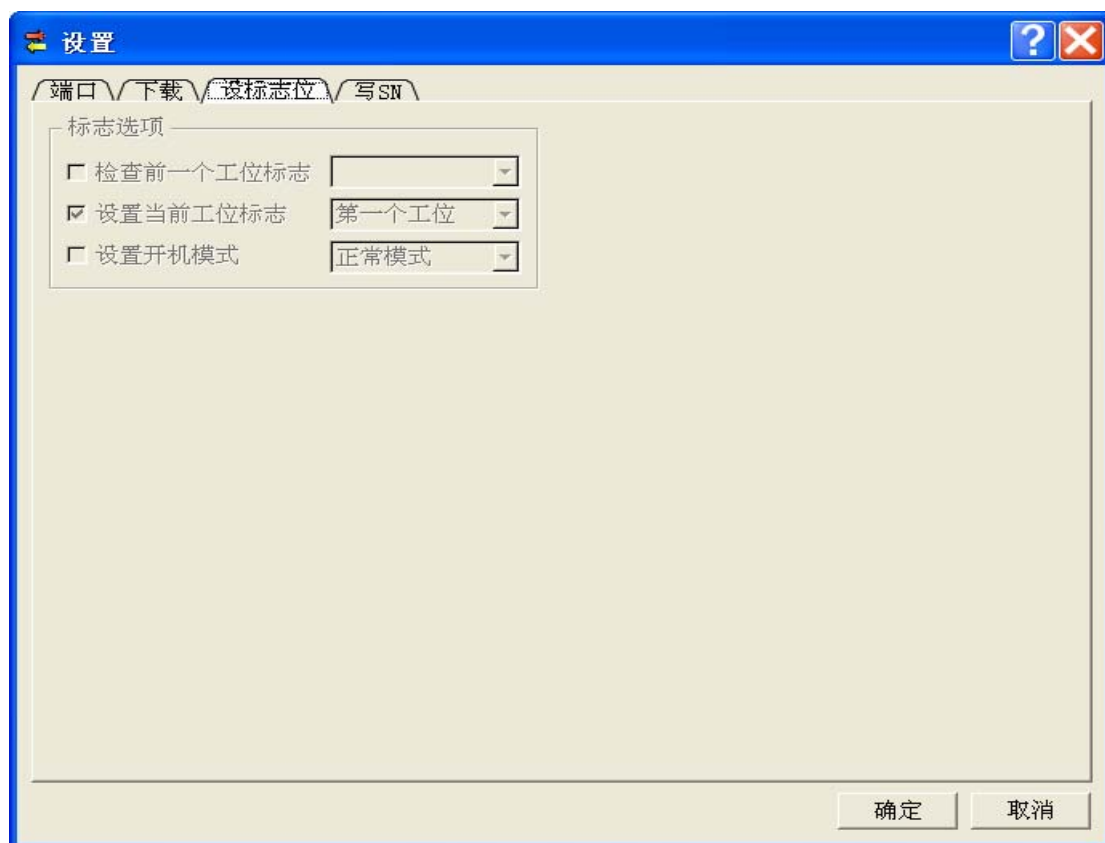 设置
端口 下载 设标志位 写SN
标志选项
检查前一个工位标志
设置当前工位标志 第一个工位
设置开机模式 正常模式
确定 取消